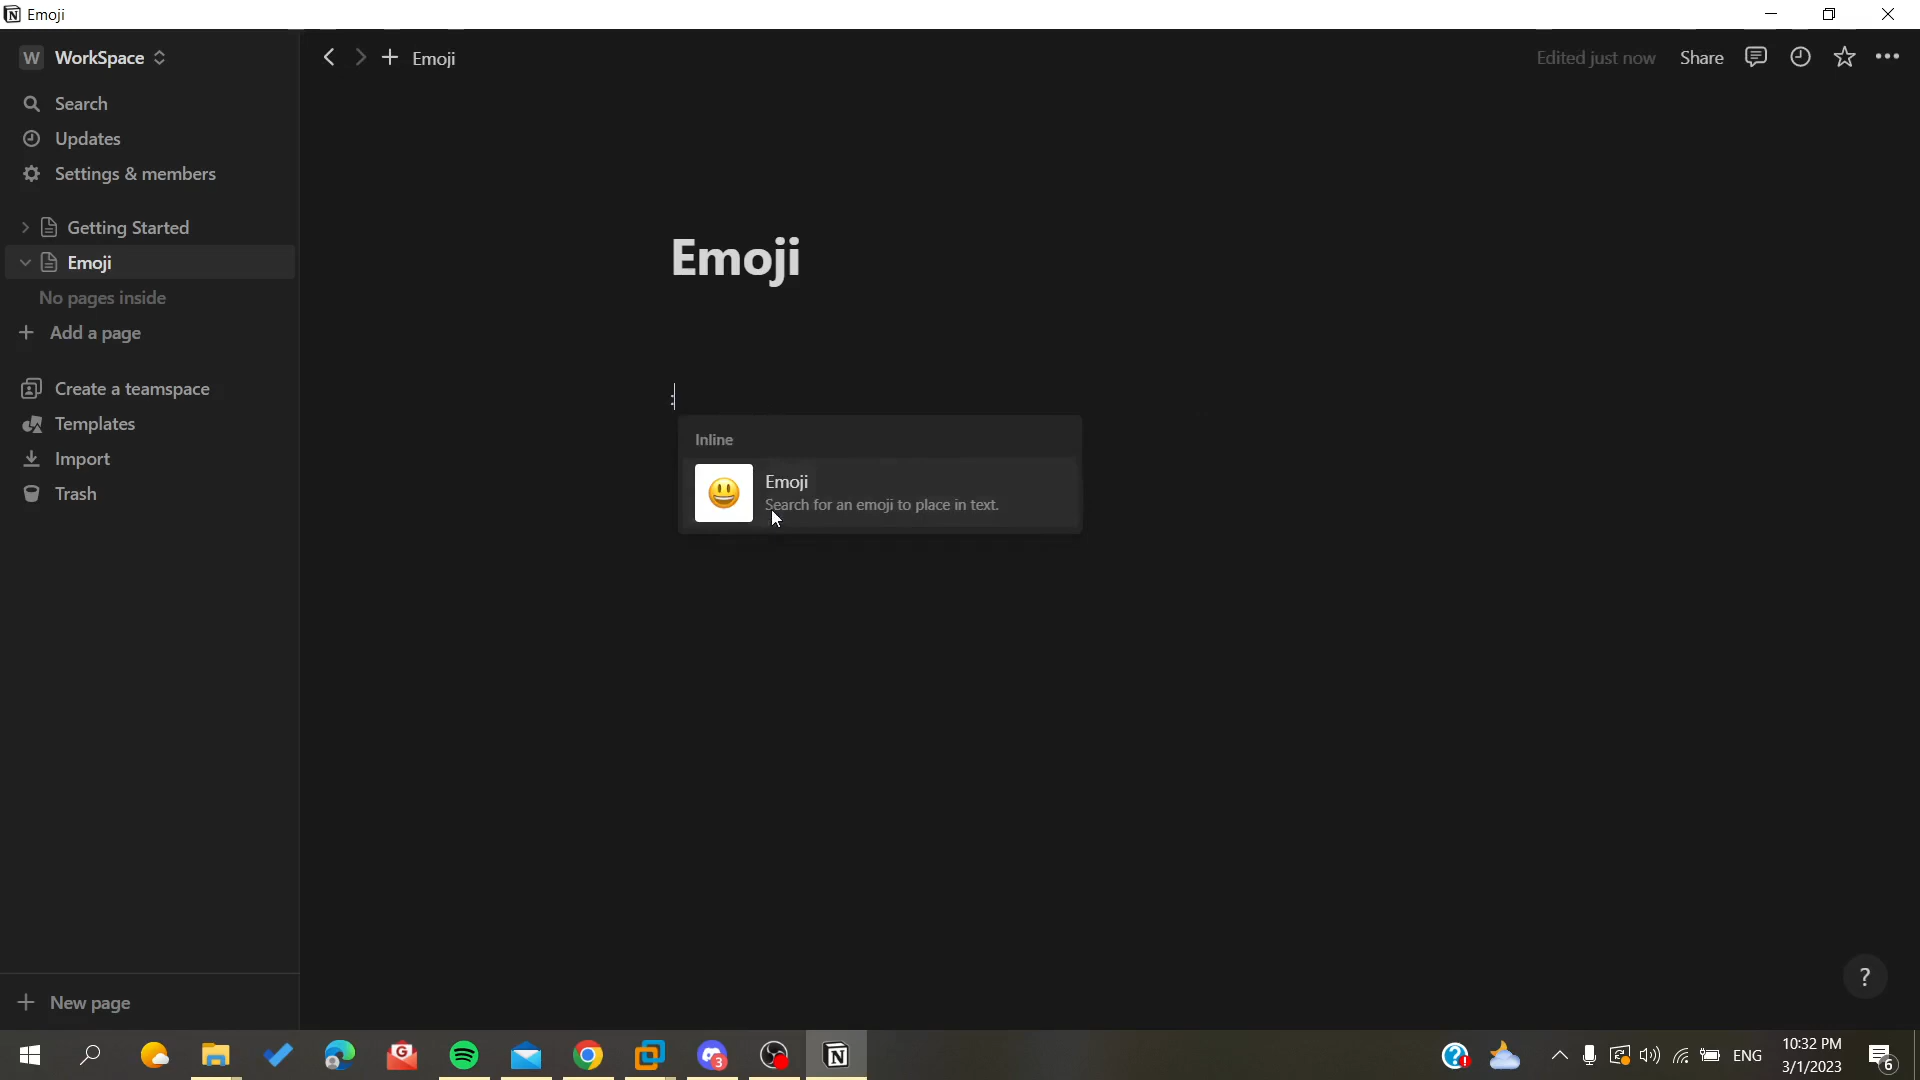 Emoji
W WorkSpace
Search
Updates
Settings & members
Getting Started
Emoji
No pages inside
Add a page
Create a teamspace
Templates
Import
Trash
New page
Emoji
Edited just now
Share
Emoji
:
Inline
Emoji
Search for an emoji to place in text.
?
3
ENG
10:32 PM
3/1/2023
6